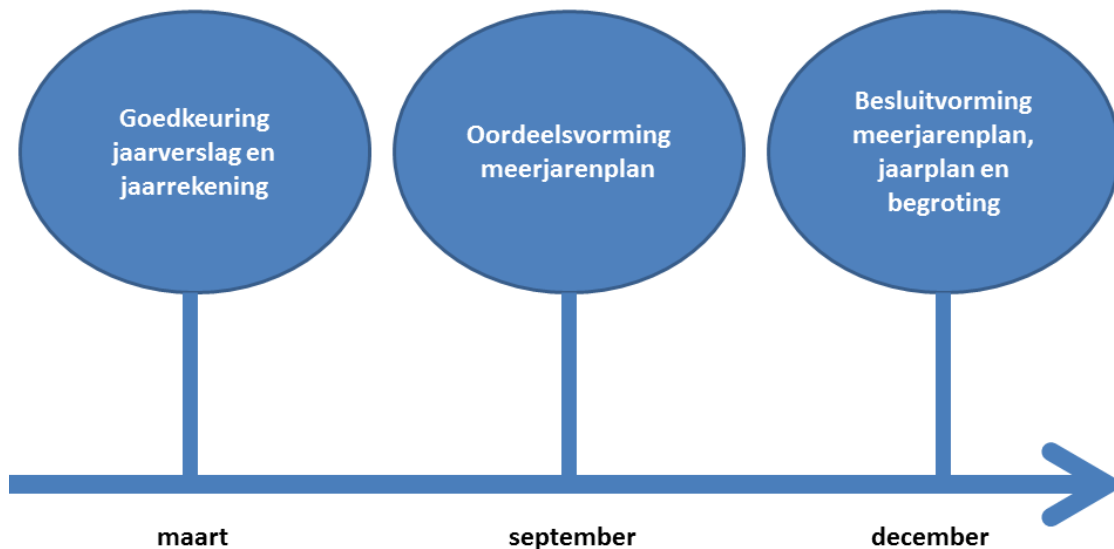 Goedkeuring
jaarverslag en
jaarrekening
Oordeelsvorming
meerjarenplan
Besluitvorming
meerjarenplan,
jaarplan en
begroting
maart
september
december